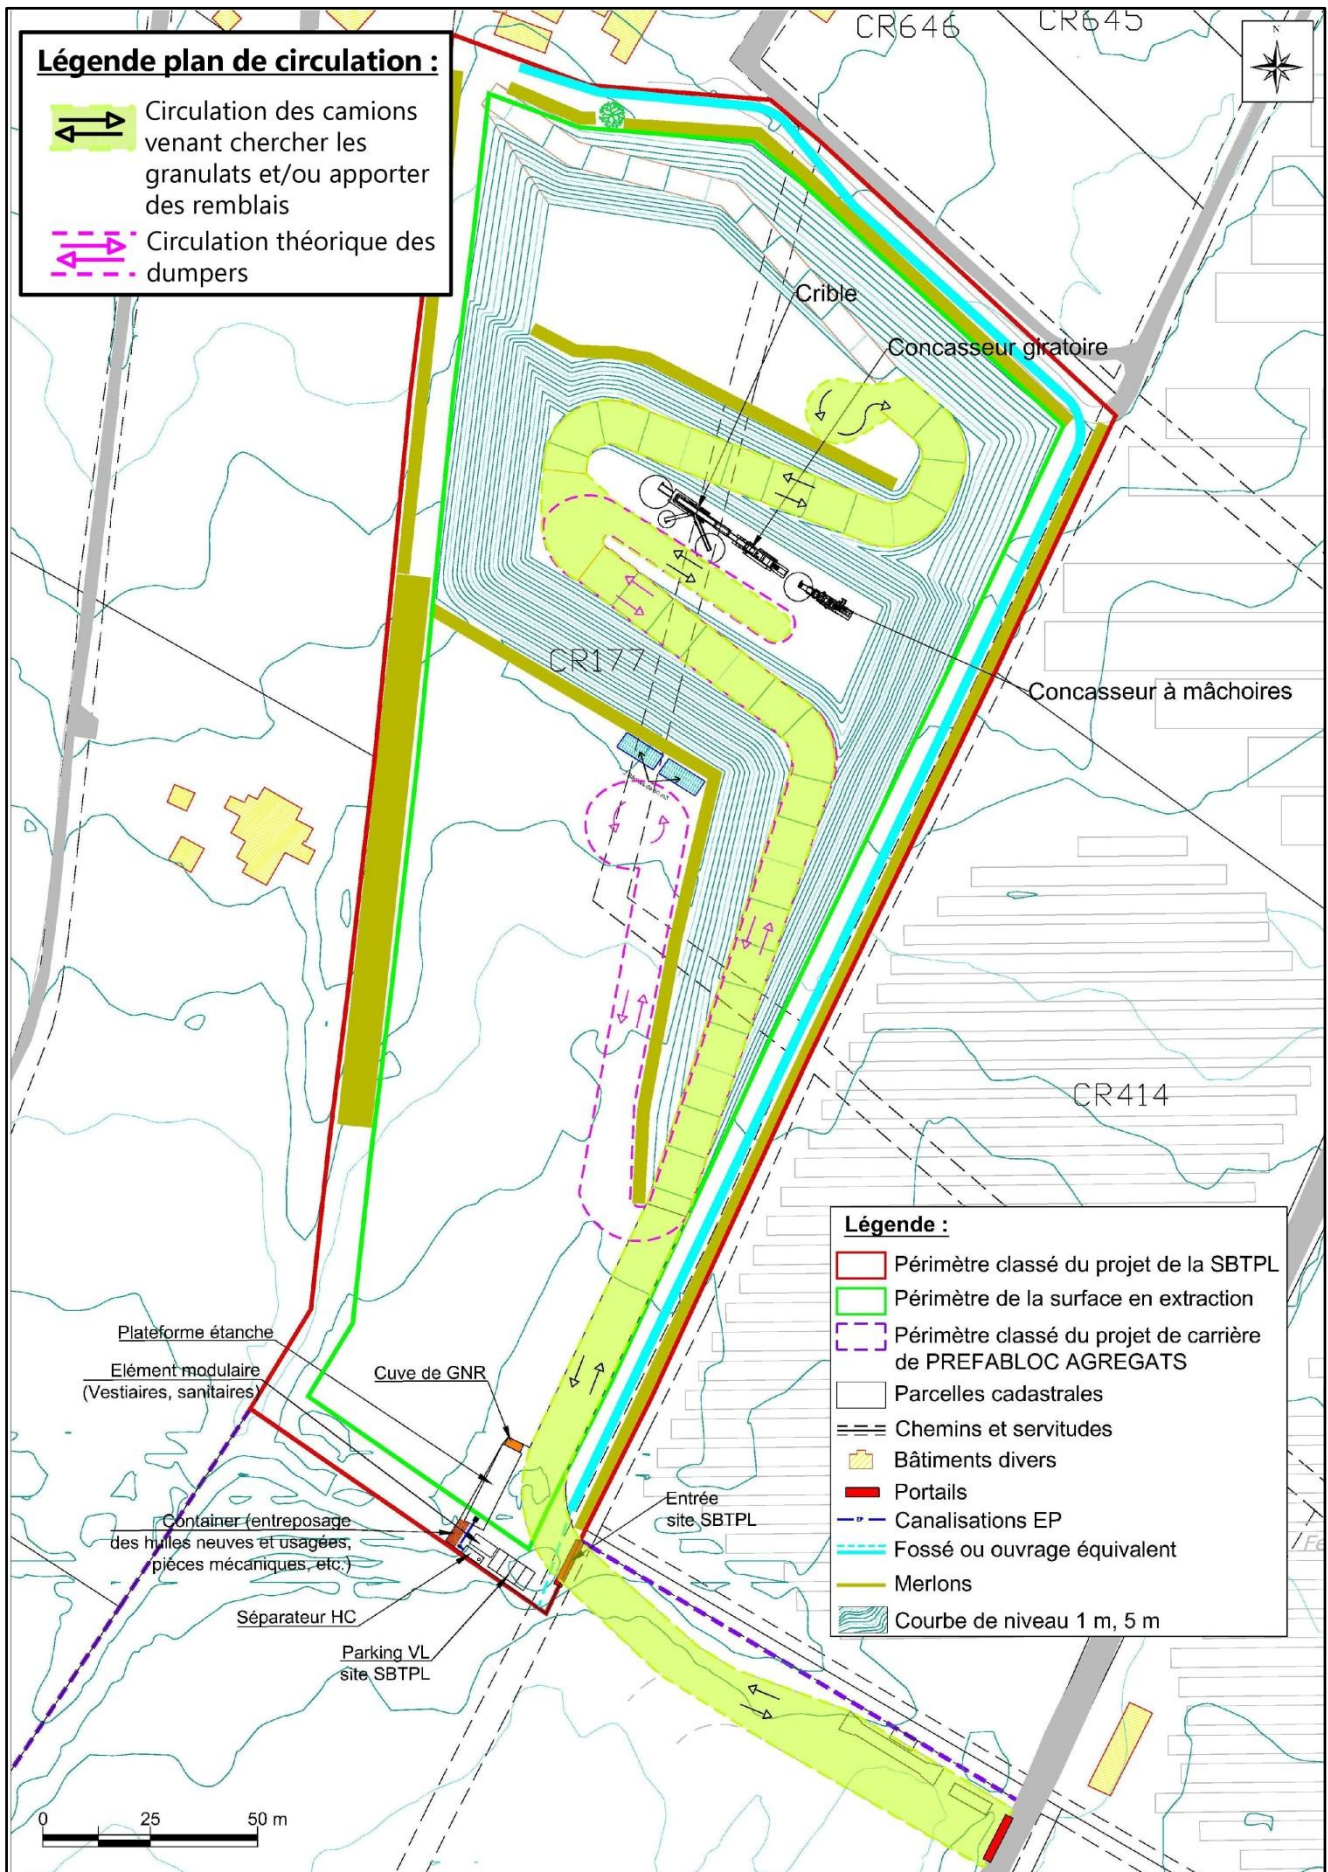 CR646
CR645
N
Légende plan de circulation :
Circulation des camions
venant chercher les
granulats et/ou apporter
des remblais
Circulation théorique des
dumpers
Crible
Concasseur giratoire
CR177
Concasseur à mâchoires
CR414
Légende :
Périmètre classé du projet de la SBTPL
Périmètre de la surface en extraction
Périmètre classé du projet de carrière
de PREFABLOC AGREGATS
Parcelles cadastrales
Chemins et servitudes
Bâtiments divers
Portails
EP
Canalisations EP
Fossé ou ouvrage équivalent
Merlons
Courbe de niveau 1 m, 5 m
Plateforme étanche
Elément modulaire
(Vestiaires, sanitaires)
Cuve de GNR
Container (entreposage
des huiles neuves et usagées,
pièces mécaniques, etc.)
Séparateur HC
Parking VL
site SBTPL
Entrée
site SBTPL
0 25 50 m